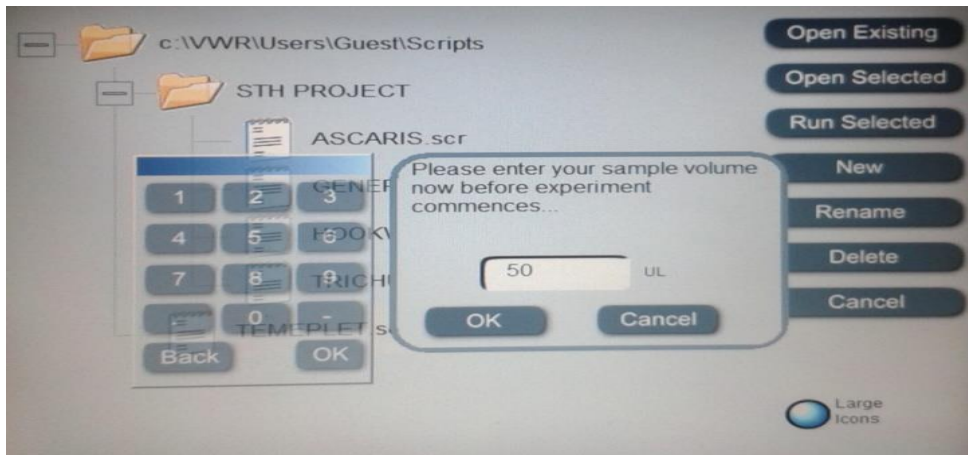 c:\VWR\Users\Guest\Scripts
STH PROJECT
ASCARIS.scr
Please enter your sample volume
now before experiment
commences...
50 UL
OK Cancel
1 2 3
4 5 6
7 8 9
0 -
Back OK
TEMEPLET
Open Existing
Open Selected
Run Selected
New
Rename
Delete
Cancel
Large
Icons